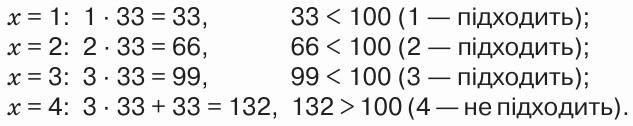 x = 1: 1 · 33 = 33, 33 < 100 (1 — підходить);
x = 2: 2 · 33 = 66, 66 < 100 (2 — підходить);
x = 3: 3 · 33 = 99, 99 < 100 (3 — підходить);
x = 4: 3 · 33 + 33 = 132, 132 > 100 (4 — не підходить).